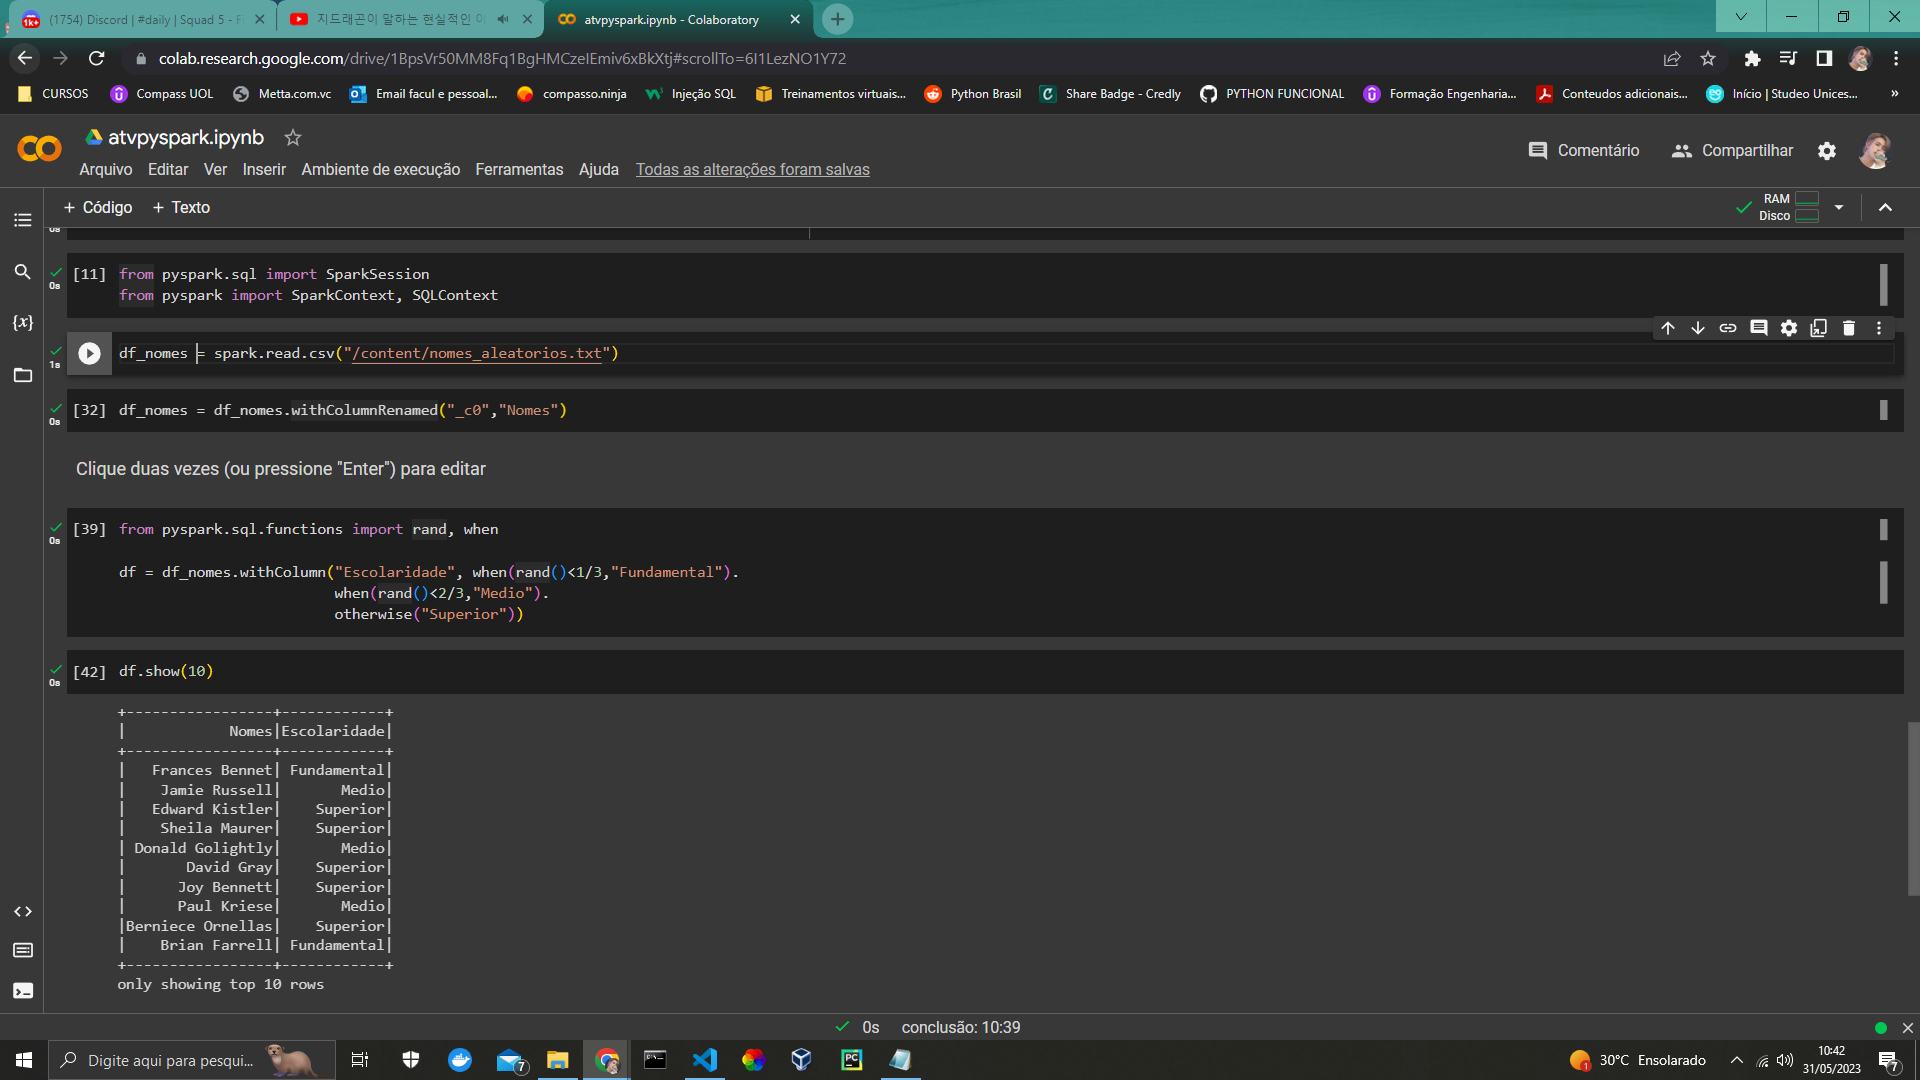 (1754) Discord | #daily | Squad 5 - F
지드래곤이 말하는 현실적인 이
atvpyspark.ipynb - Colaboratory
colab.research.google.com/drive/1BpsVr50MM8Fq1BgHMCzeIEmiv6xBkXtj#scrollTo=6I1LezNO1Y72
CURSOS
Compass UOL
Metta.com.vc
Email facul e pessoal...
compasso.ninja
Injeção SQL
Treinamentos virtuais...
Python Brasil
Share Badge - Credly
PYTHON FUNCIONAL
Formação Engenharia...
Conteudos adicionais...
Início | Studeo Unices...
»
atvpyspark.ipynb
Comentário
Compartilhar
Arquivo Editar Ver Inserir Ambiente de execução Ferramentas Ajuda Todas as alterações foram salvas
+ Código + Texto
RAM
Disco
0s
[11] from pyspark.sql import SparkSession
0s
from pyspark import SparkContext, SQLContext
df_nomes = spark.read.csv("/content/nomes_aleatorios.txt")
1s
[32] df_nomes = df_nomes.withColumnRenamed("_c0","Nomes")
0s
Clique duas vezes (ou pressione "Enter") para editar
[39] from pyspark.sql.functions import rand, when
0s
df = df_nomes.withColumn("Escolaridade", when(rand()<1/3,"Fundamental").
when(rand()<2/3,"Medio").
otherwise("Superior"))
[42] df.show(10)
0s
+-----------------+------------+
|            Nomes|Escolaridade|
+-----------------+------------+
|   Frances Bennet| Fundamental|
|    Jamie Russell|       Medio|
|   Edward Kistler|    Superior|
|    Sheila Maurer|    Superior|
| Donald Golightly|       Medio|
|       David Gray|    Superior|
|      Joy Bennett|    Superior|
|      Paul Kriese|       Medio|
|Berniece Ornellas|    Superior|
|    Brian Farrell| Fundamental|
+-----------------+------------+
only showing top 10 rows
0s conclusão: 10:39
Digite aqui para pesqui...
7
30°C Ensolarado
10:42
31/05/2023
7